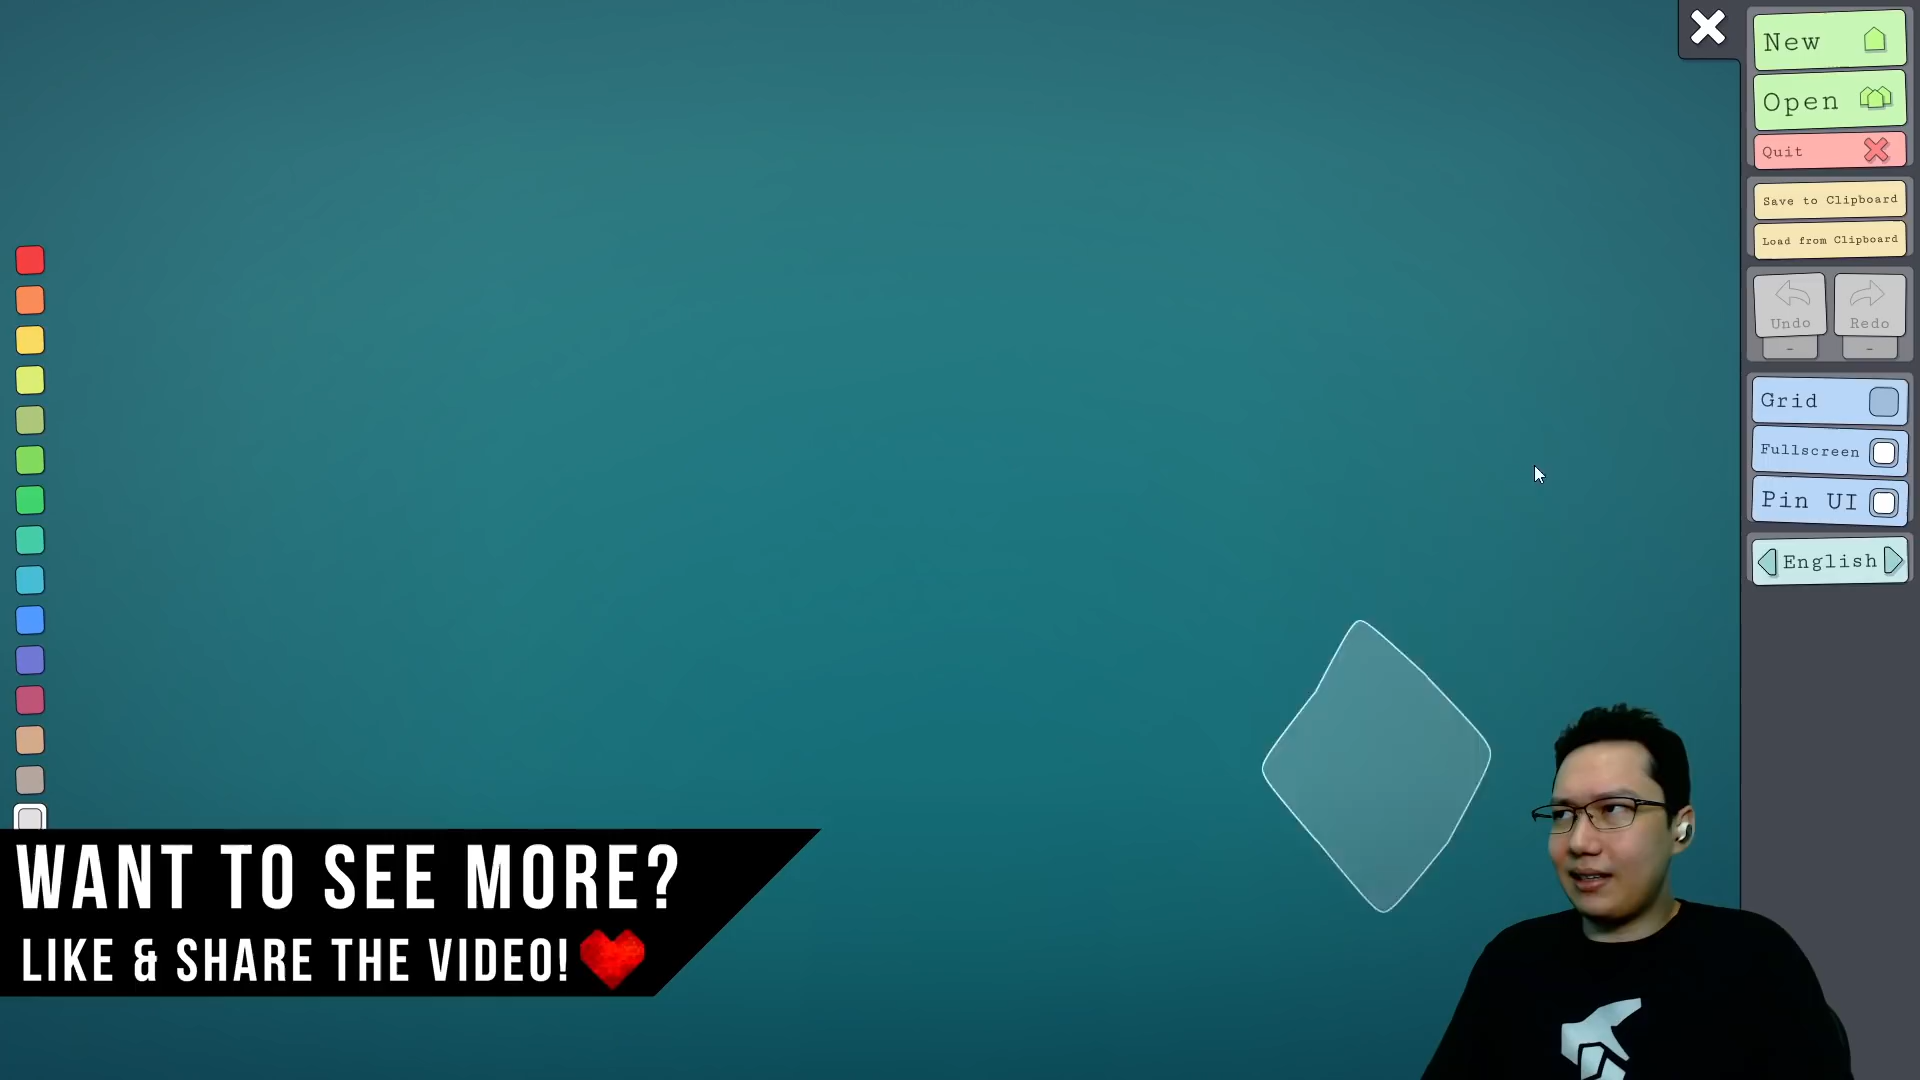 New
Open
Quit
Save to Clipboard
Load from Clipboard
Undo
Redo
-
-
Grid
Fullscreen
Pin UI
English
WANT TO SEE MORE?
LIKE & SHARE THE VIDEO!